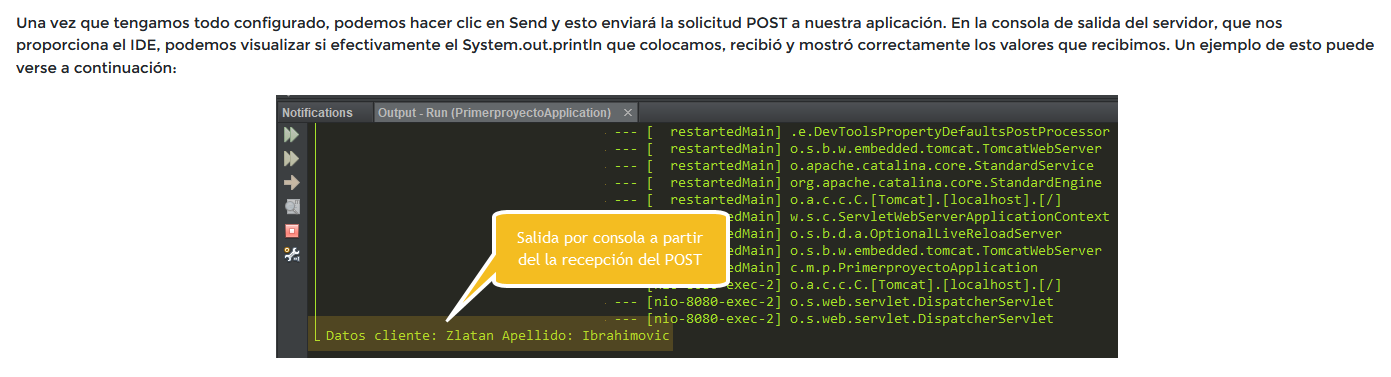 Una vez que tengamos todo configurado, podemos hacer clic en Send y esto enviará la solicitud POST a nuestra aplicación. En la consola de salida del servidor, que nos
proporciona el IDE, podemos visualizar si efectivamente el System.out.println que colocamos, recibió y mostró correctamente los valores que recibimos. Un ejemplo de esto puede
verse a continuación:
Notifications Output - Run (PrimerproyectoApplication) ×
--- [ restartedMain] .e.DevToolsPropertyDefaultsPostProcessor
--- [ restartedMain] o.s.b.w.embedded.tomcat.TomcatWebServer
--- [ restartedMain] o.apache.catalina.core.StandardService
--- [ restartedMain] org.apache.catalina.core.StandardEngine
--- [ restartedMain] o.a.c.c.C.[Tomcat].[localhost].[/]
edMain] w.s.c.ServletWebServerApplicationContext
Salida por consola a partir
del la recepción del POST
edMain] o.s.b.d.a.OptionalLiveReloadServer
edMain] o.s.b.w.embedded.tomcat.TomcatWebServer
edMain] c.m.p.PrimerproyectoApplication
[nio-8080-exec-2] o.a.c.c.C.[Tomcat].[localhost].[/]
--- [nio-8080-exec-2] o.s.web.servlet.DispatcherServlet
--- [nio-8080-exec-2] o.s.web.servlet.DispatcherServlet
Datos cliente: Zlatan Apellido: Ibrahimovic